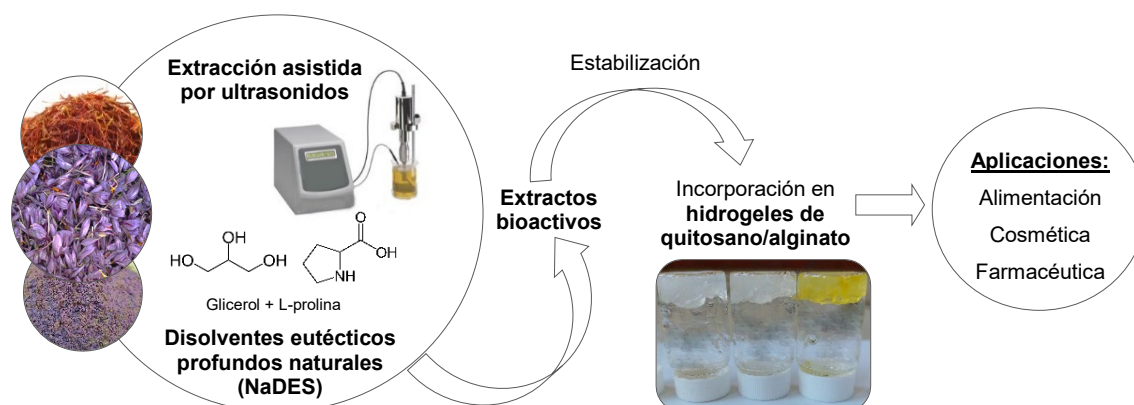 Extracción asistida
por ultrasonidos
OH
HO
OH
O
OH
NH
Glicerol + L-prolina
Disolventes eutécticos
profundos naturales
(NaDES)
Extractos
bioactivos
Estabilización
Incorporación en
hidrogeles de
quitosano/alginato
Aplicaciones:
Alimentación
Cosmética
Farmacéutica